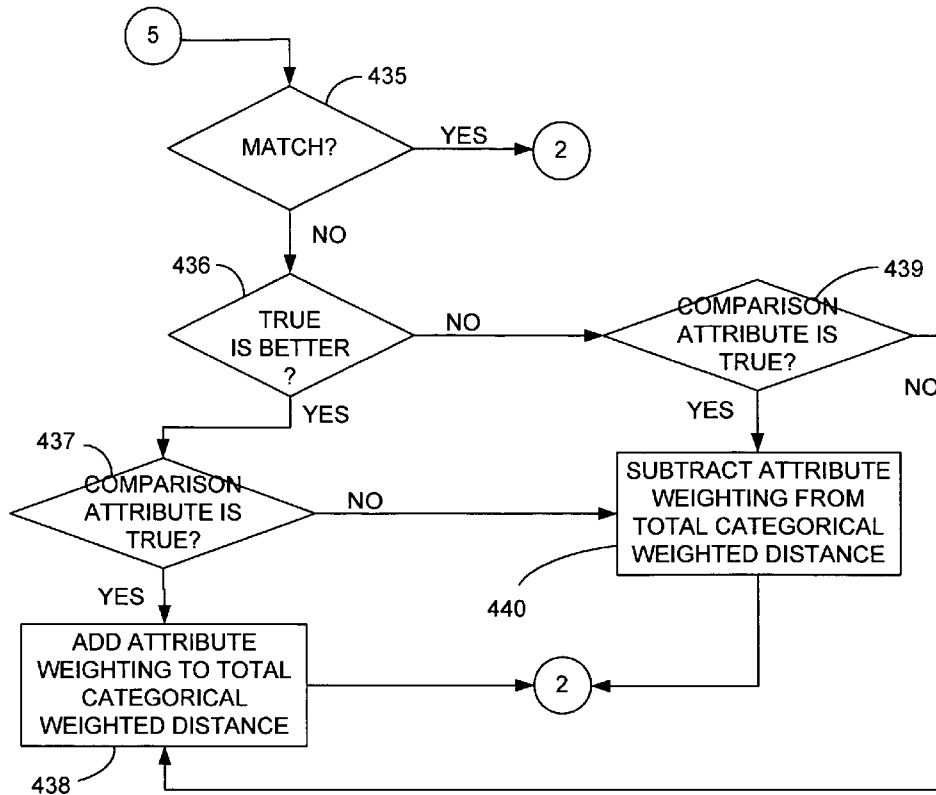 5
435
MATCH?
YES
2
NO
436
TRUE
IS BETTER
?
NO
439
COMPARISON
ATTRIBUTE IS
TRUE?
NO
YES
YES
437
COMPARISON
ATTRIBUTE IS
TRUE?
NO
SUBTRACT ATTRIBUTE
WEIGHTING FROM
TOTAL CATEGORICAL
WEIGHTED DISTANCE
440
YES
ADD ATTRIBUTE
WEIGHTING TO TOTAL
CATEGORICAL
WEIGHTED DISTANCE
2
438